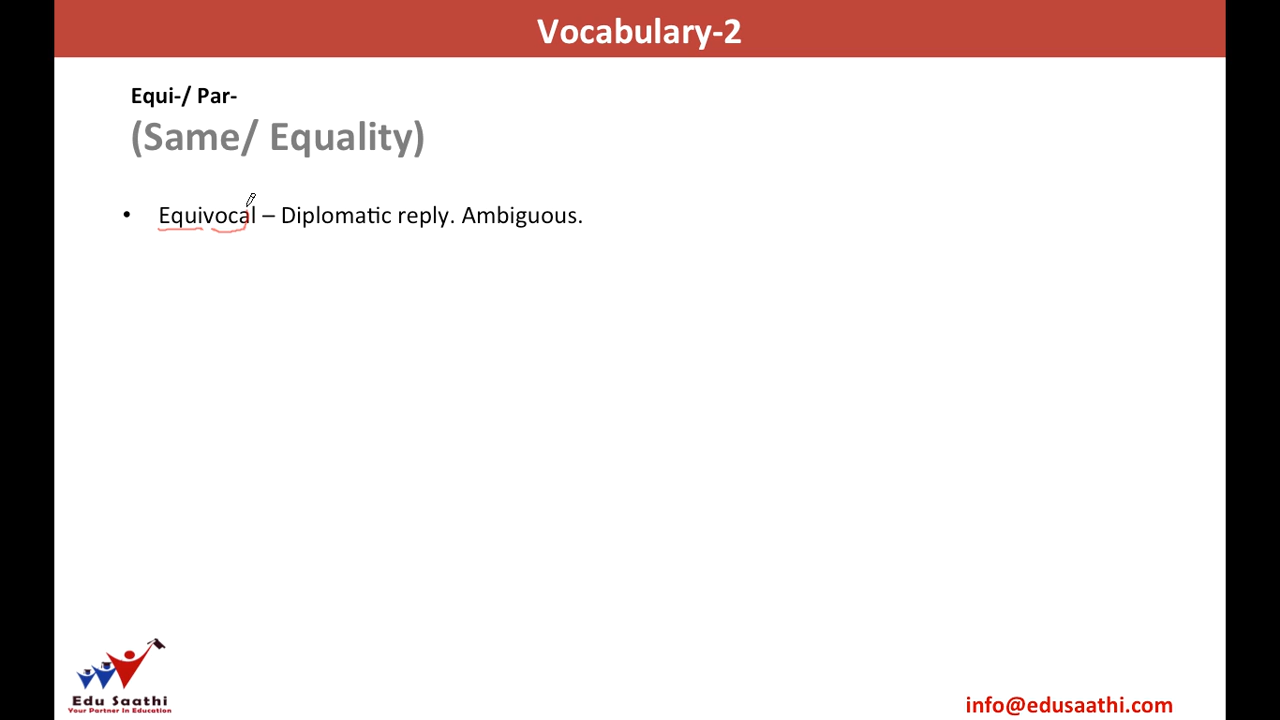 Vocabulary-2
Equi-/ Par-
(Same/ Equality)
• Equivocal – Diplomatic reply. Ambiguous.
Edu Saathi
Your Partner In Education
info@edusaathi.com